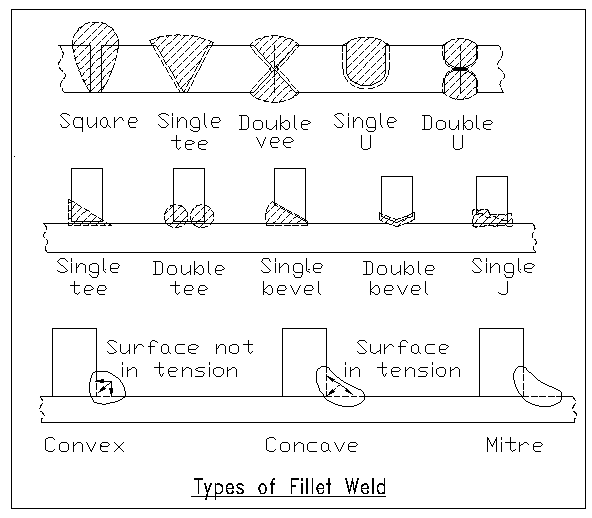 Square
Single
tee
Double
vee
Single
U
Double
U
Single
tee
Double
tee
Single
bevel
Double
bevel
Single
J
Surface not
in tension
Surface
in tension
Convex
Concave
Mitre
Types of Fillet Weld